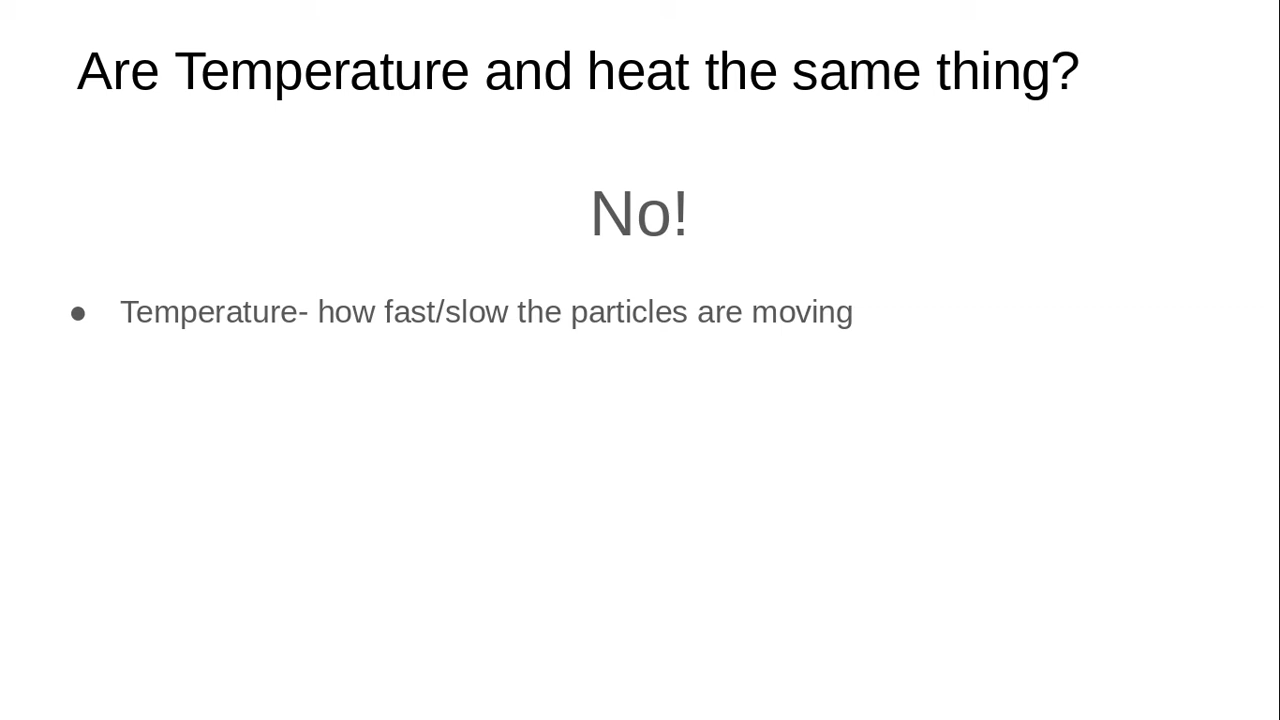 Are Temperature and heat the same thing?
No!
● Temperature- how fast/slow the particles are moving